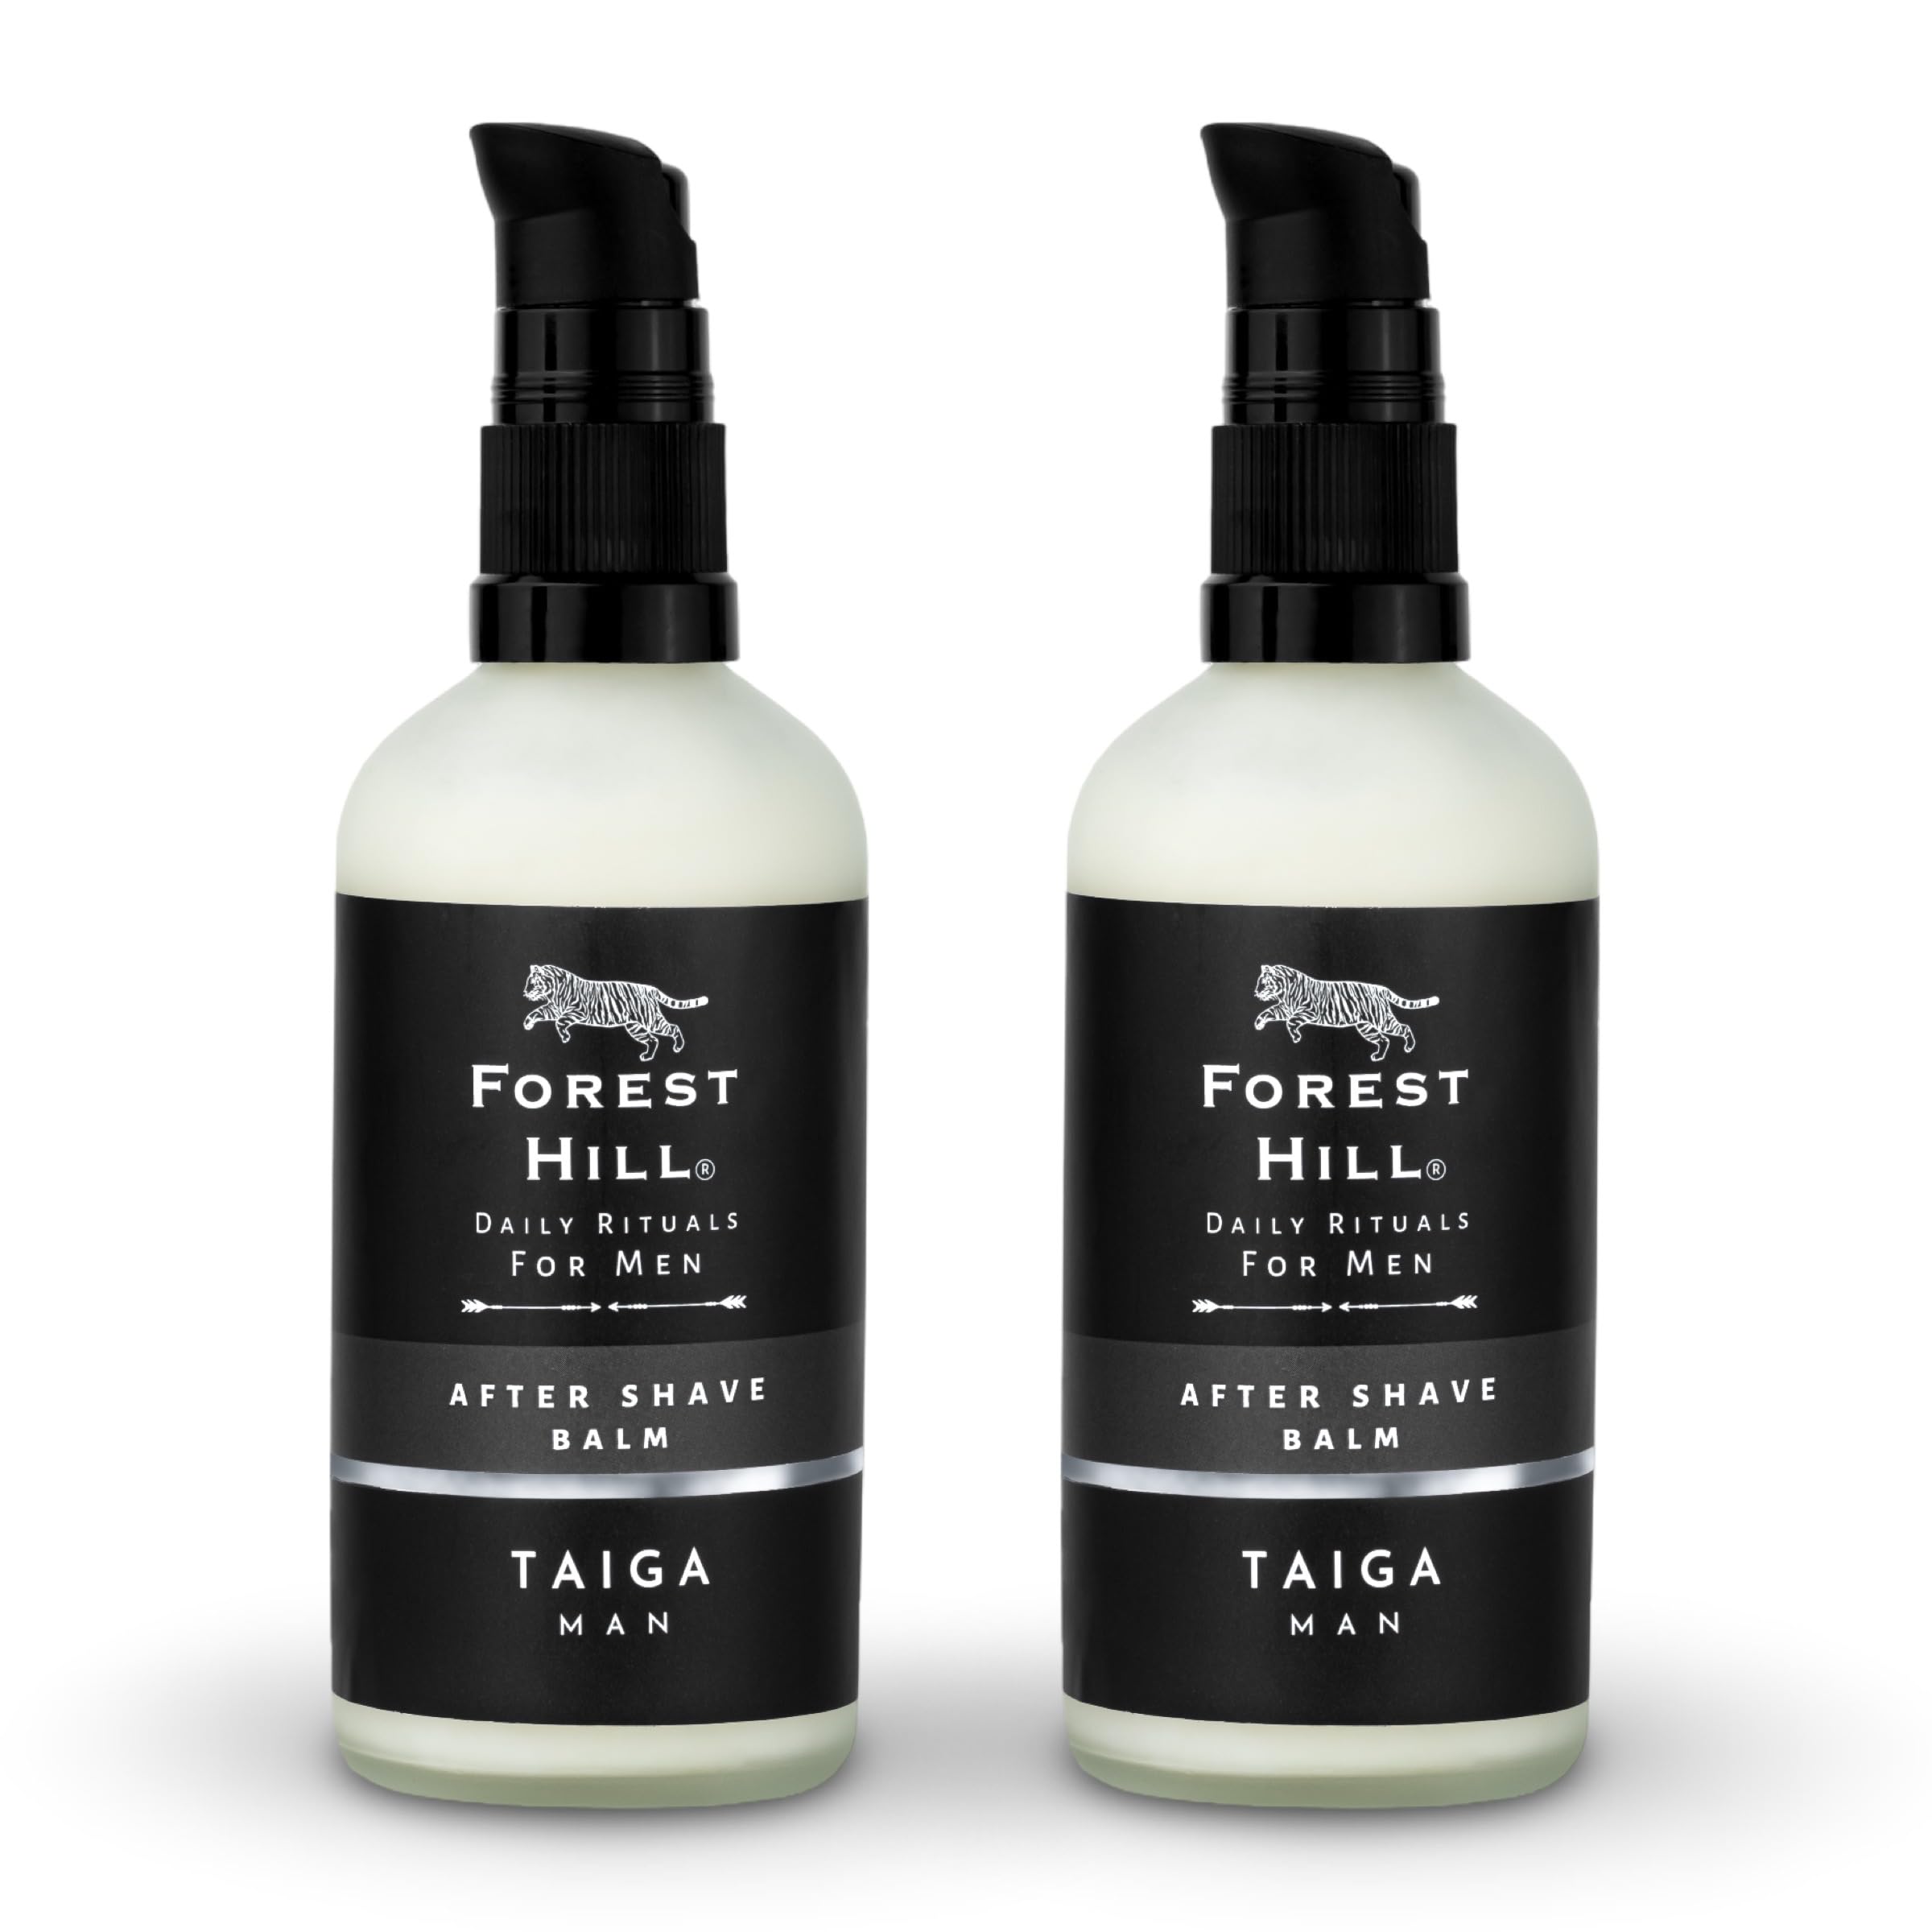 FOREST
HILL®
DAILY RITUALS
FOR MEN
AFTER SHAVE
BALM
TAIGA
MAN
FOREST
HILL®
DAILY RITUALS
FOR MEN
AFTER SHAVE
BALM
TAIGA
MAN